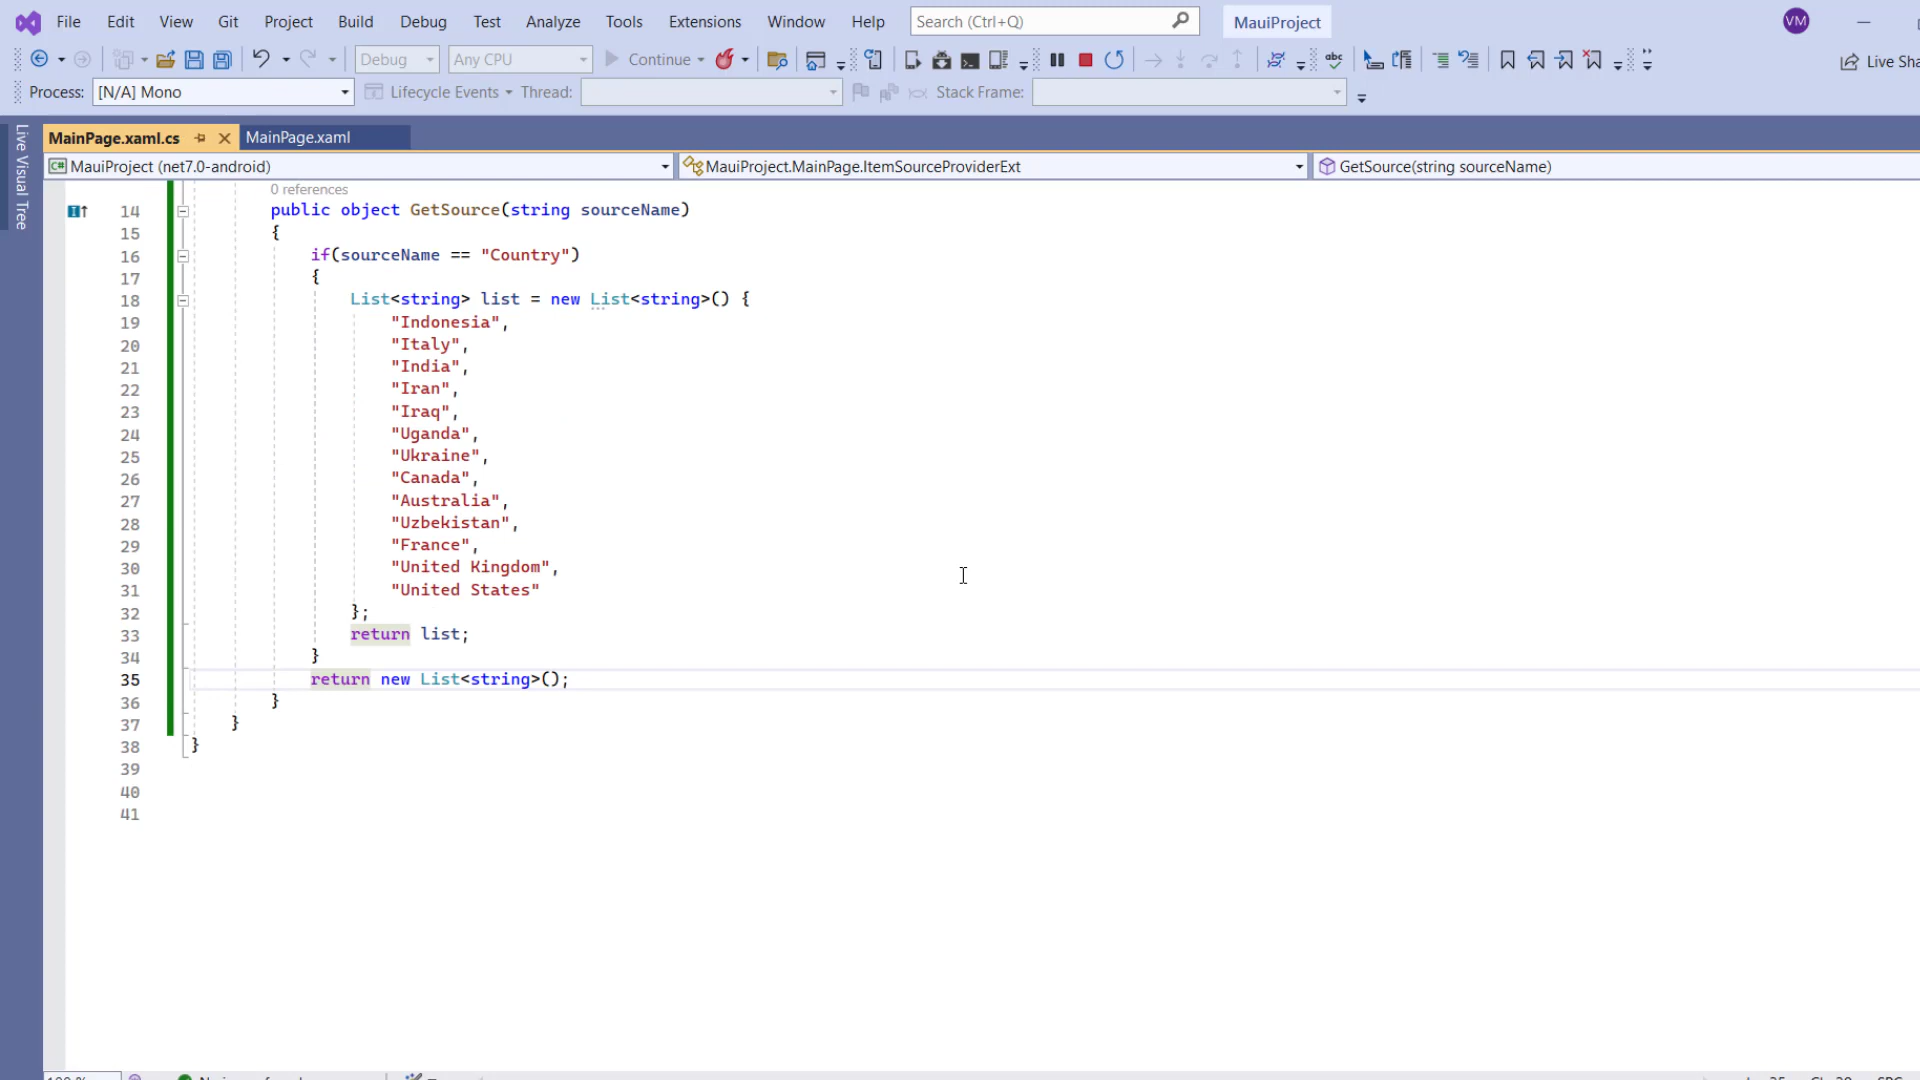 File Edit View Git Project Build Debug Test Analyze Tools Extensions Window Help Search (Ctrl+Q) MauiProject VM
Debug Any CPU Continue abc Live Sha
Process: [N/A] Mono Lifecycle Events Thread: Stack Frame:
Live Visual Tree
MainPage.xaml.cs MainPage.xaml
C# MauiProject (net7.0-android) MauiProject.MainPage.ItemSourceProviderExt GetSource(string sourceName)
0 references
14 public object GetSource(string sourceName)
15 {
16 if(sourceName == "Country")
17 {
18 List<string> list = new List<string>() {
19 "Indonesia",
20 "Italy",
21 "India",
22 "Iran",
23 "Iraq",
24 "Uganda",
25 "Ukraine",
26 "Canada",
27 "Australia",
28 "Uzbekistan",
29 "France",
30 "United Kingdom",
31 "United States"
32 };
33 return list;
34 }
35 return new List<string>();
36 }
37 }
38 }
39
40
41